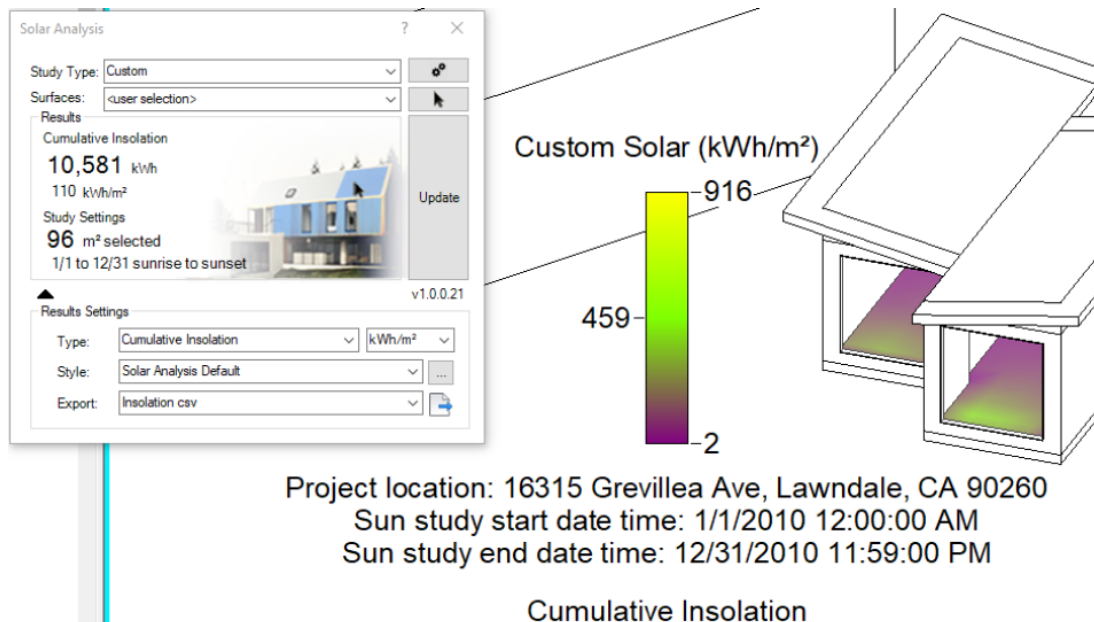 Solar Analysis
? ×
Study Type: Custom
Surfaces: <user selection>
Results
Cumulative Insolation
10,581 kWh
110 kWh/m²
Study Settings
96 m² selected
1/1 to 12/31 sunrise to sunset
Update
v1.0.0.21
Results Settings
Type: Cumulative Insolation kWh/m²
Style: Solar Analysis Default ...
Export: Insolation csv
Custom Solar (kWh/m²)
916
459
2
Project location: 16315 Grevillea Ave, Lawndale, CA 90260
Sun study start date time: 1/1/2010 12:00:00 AM
Sun study end date time: 12/31/2010 11:59:00 PM
Cumulative Insolation